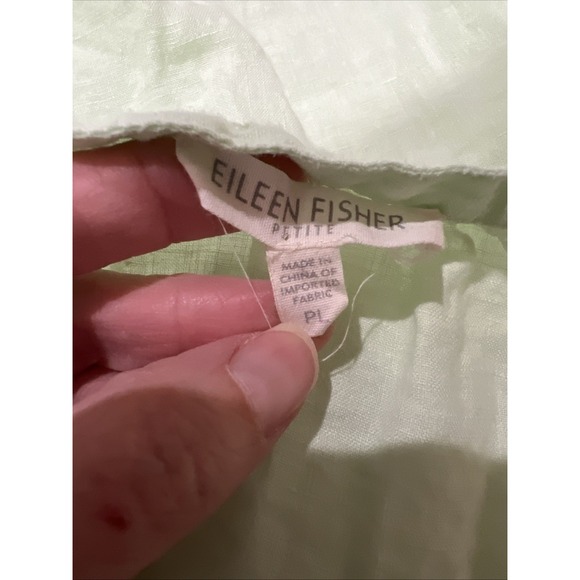 EILEEN FISHER
PETITE
MADE IN
CHINA OF
IMPORTED
FABRIC
PL